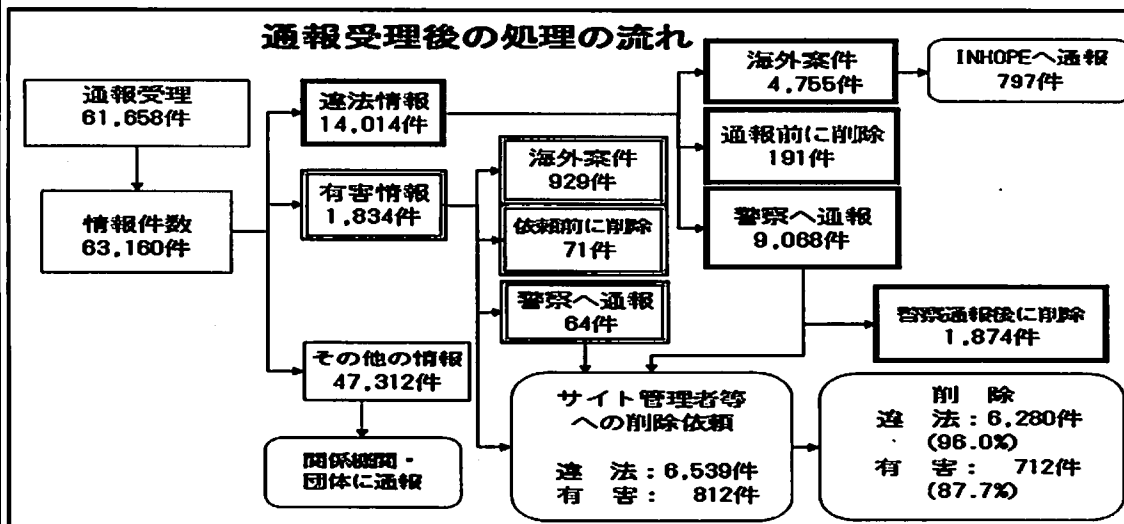 通報受理後の処理の流れ
通報受理
61,658件
情報件数
63,160件
違法情報
14,014件
有害情報
1,834件
その他の情報
47,312件
関係機関・
団体に通報
海外案件
929件
依頼前に削除
71件
警察へ通報
64件
海外案件
4,755件
通報前に削除
191件
警察へ通報
9,068件
INHOPEへ通報
797件
警察通報後に削除
1,874件
サイト管理者等
への削除依頼
違 法：6,539件
有 害： 812件
削 除
違 法：6,280件
(96.0%)
有 害： 712件
(87.7%)